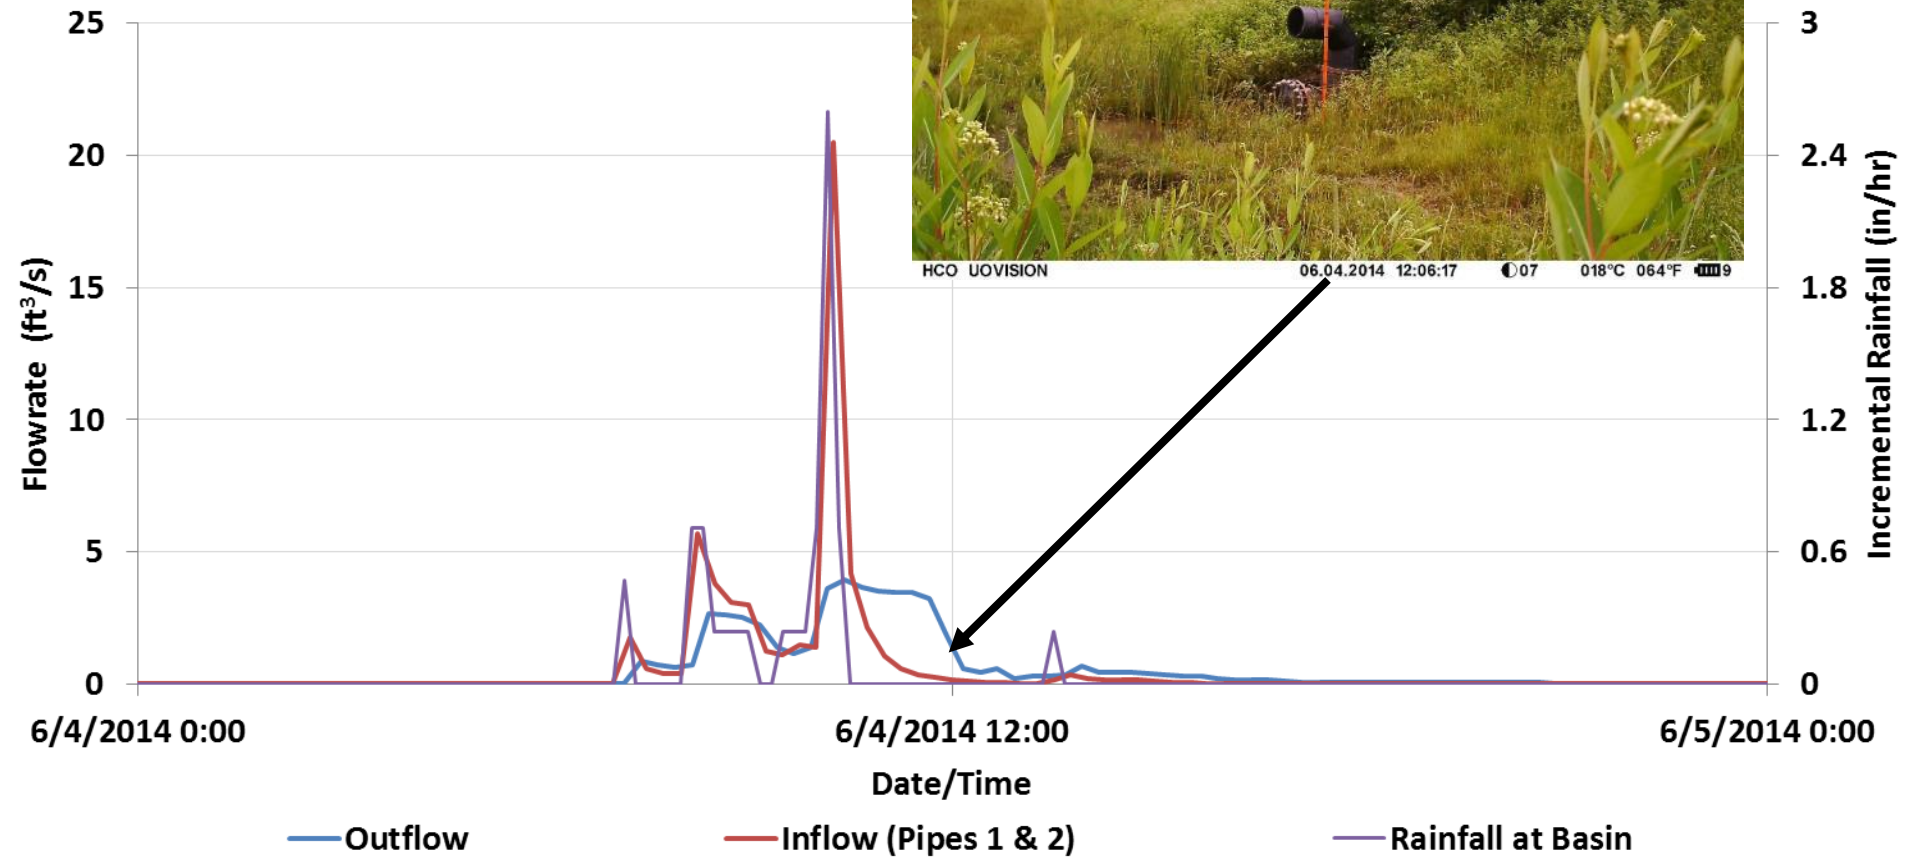 25
20
15
10
5
0
Flowrate (ft³/s)
HCO UOVISION 06.04.2014 12:06:17 07 018°C 064°F 9
3
2.4
1.8
1.2
0.6
0
Incremental Rainfall (in/hr)
6/4/2014 0:00 6/4/2014 12:00 6/5/2014 0:00
Date/Time
Outflow Inflow (Pipes 1 & 2) Rainfall at Basin